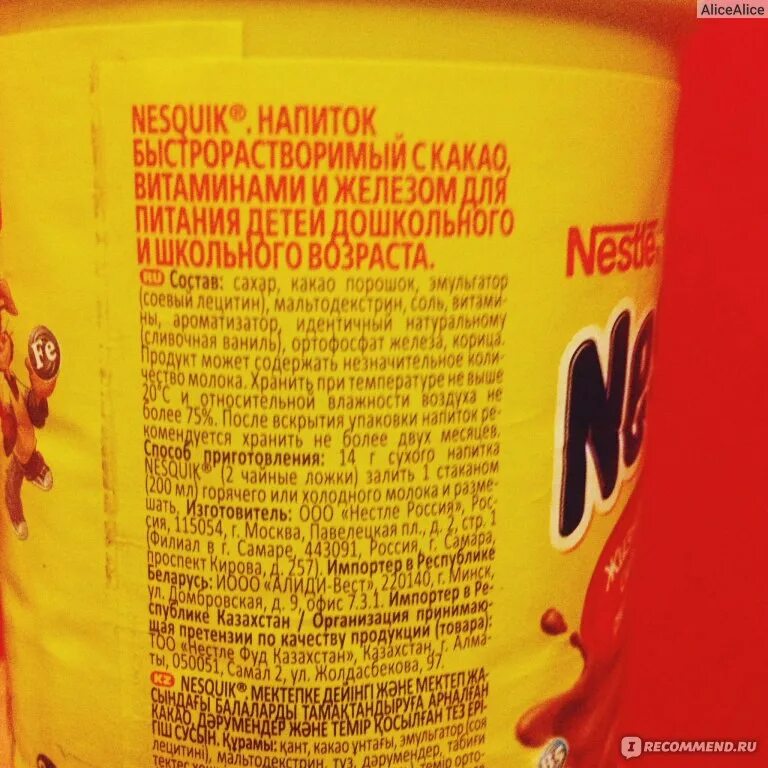 AliceAlice
NESQUIK®. НАПИТОК
БЫСТРОРАСТВОРИМЫЙ С КАКАО,
ВИТАМИНАМИ И ЖЕЛЕЗОМ ДЛЯ
ПИТАНИЯ ДЕТЕЙ ДОШКОЛЬНОГО
И ШКОЛЬНОГО ВОЗРАСТА.
RU Состав: сахар, какао порошок, эмульгатор
(соевый лецитин), мальтодекстрин, соль, витами-
ны, ароматизатор, идентичный натуральному
(сливочная ваниль), ортофосфат железа, корица.
Продукт может содержать незначительное коли-
чество молока. Хранить при температуре не выше
20°С и относительной влажности воздуха не
более 75%. После вскрытия упаковки напиток ре-
комендуется хранить не более двух месяцев.
Способ приготовления: 14 г сухого напитка
NESQUIK® (2 чайные ложки) залить 1 стаканом
(200 мл) горячего или холодного молока и разме-
шать. Изготовитель: ООО «Нестле Россия», Рос-
сия, 115054, г. Москва, Павелецкая пл., д. 2, стр. 1
(Филиал в г. Самаре, 443091, Россия, г. Самара,
проспект Кирова, д. 257). Импортер в Республике
Беларусь: ИООО «АЛИДИ-Вест», 220140, г. Минск,
ул. Домбровская, д. 9, офис 7.3.1. Импортер в Ре-
спублике Казахстан / Организация принимаю-
щая претензии по качеству продукции (товара):
ТОО «Нестле Фуд Казахстан», Казахстан, г. Алма-
ты, 050051, Самал 2, ул. Жолдасбекова, 97.
KZ NESQUIK®. МЕКТЕПКЕ ДЕЙІНГІ ЖӘНЕ МЕКТЕП ЖА-
СЫНДАҒЫ БАЛАЛАРДЫ ТАМАҚТАНДЫРУҒА АРНАЛҒАН
КАКАО, ДӘРУМЕНДЕР ЖӘНЕ ТЕМІР ҚОСЫЛҒАН ТЕЗ ЕРІ-
ГІШ СУСЫН. Құрамы: қант, какао ұнтағы, эмульгатор (соя
лецитині), мальтодекстрин, тұз, дәрумендер, табиғи
темір орто-
Nestlé
Ne
Fe
IRECOMMEND.RU